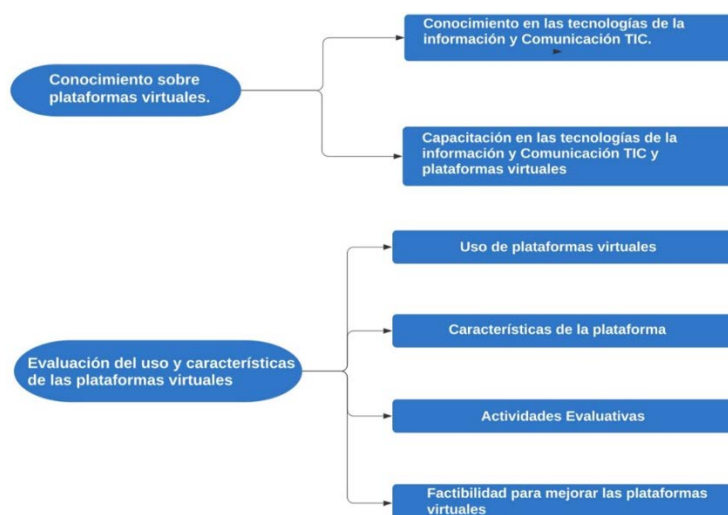 Conocimiento en las tecnologías de la
información y Comunicación TIC.
Conocimiento sobre
plataformas virtuales.
Capacitación en las tecnologías de la
información y Comunicación TIC y
plataformas virtuales
Uso de plataformas virtuales
Características de la plataforma
Evaluación del uso y características
de las plataformas virtuales
Actividades Evaluativas
Factibilidad para mejorar las plataformas
virtuales